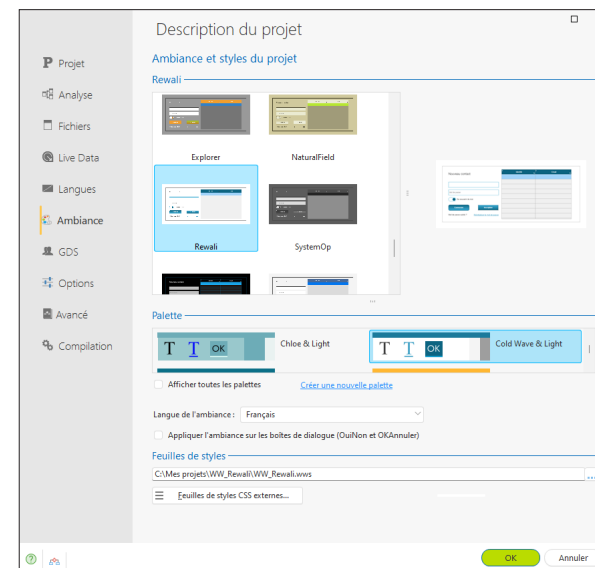 Description du projet
Projet
Analyse
Fichiers
Live Data
Langues
Ambiance
GDS
Options
Avancé
Compilation
Ambiance et styles du projet
Rewali
Explorer
NaturalField
Rewali
SystemOp
Palette
T T OK Chloe & Light
T T OK Cold Wave & Light
Afficher toutes les palettes
Créer une nouvelle palette
Langue de l'ambiance : Français
Appliquer l'ambiance sur les boîtes de dialogue (OuiNon et OKAnnuler)
Feuilles de styles
C:\Mes projets\WW_Rewali\WW_Rewali.wws
...
Feuilles de styles CSS externes...
OK
Annuler